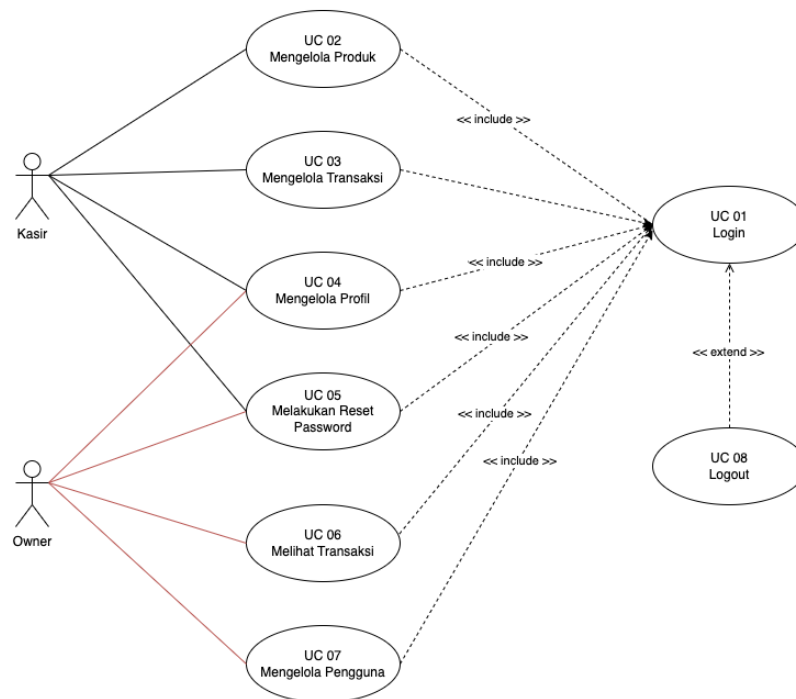 UC 02
Mengelola Produk
<< include >>
UC 03
Mengelola Transaksi
Kasir
UC 01
Login
UC 04
Mengelola Profil
<< include >>
<< include >>
<< extend >>
UC 05
Melakukan Reset
Password
<< include >>
<< include >>
UC 08
Logout
Owner
UC 06
Melihat Transaksi
UC 07
Mengelola Pengguna